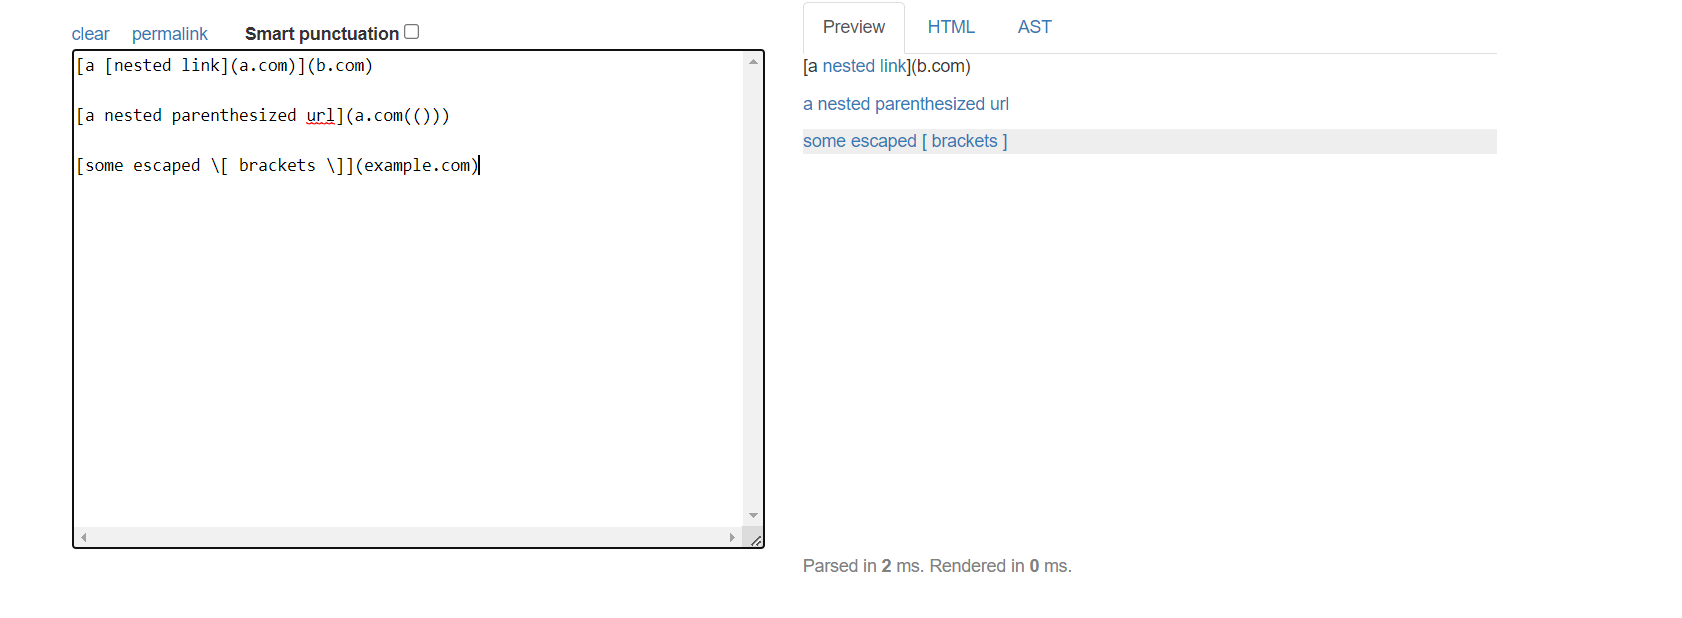 clear permalink Smart punctuation
[a [nested link](a.com)](b.com)
[a nested parenthesized url](a.com(()))
[some escaped \[ brackets \]](example.com)
Preview HTML AST
[a nested link](b.com)
a nested parenthesized url
some escaped [ brackets ]
Parsed in 2 ms. Rendered in 0 ms.